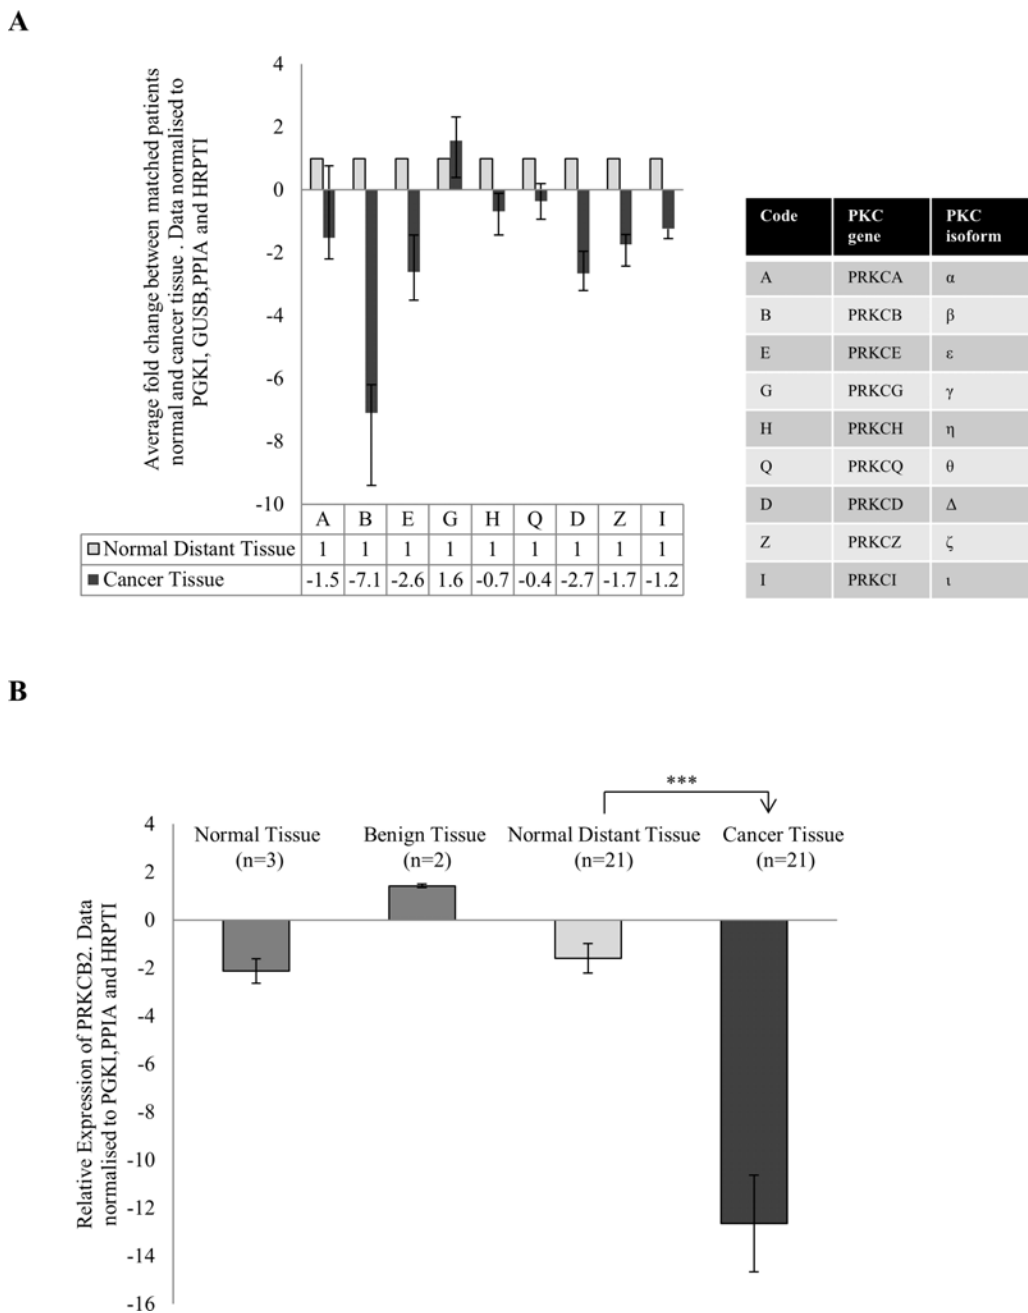 A
Average fold change between matched patients
normal and cancer tissue . Data normalised to
PGKI, GUSB,PPIA and HRPTI
4
2
0
-2
-4
-6
-8
-10
A B E G H Q D Z I
Normal Distant Tissue 1 1 1 1 1 1 1 1 1
Cancer Tissue -1.5 -7.1 -2.6 1.6 -0.7 -0.4 -2.7 -1.7 -1.2
Code PKC gene PKC isoform
A PRKCA α
B PRKCB β
E PRKCE ε
G PRKCG γ
H PRKCH η
Q PRKCQ θ
D PRKCD Δ
Z PRKCZ ζ
I PRKCI ι
B
***
Relative Expression of PRKCB2. Data
normalised to PGKI,PPIA and HRPTI
4
2
0
-2
-4
-6
-8
-10
-12
-14
-16
Normal Tissue
(n=3)
Benign Tissue
(n=2)
Normal Distant Tissue
(n=21)
Cancer Tissue
(n=21)